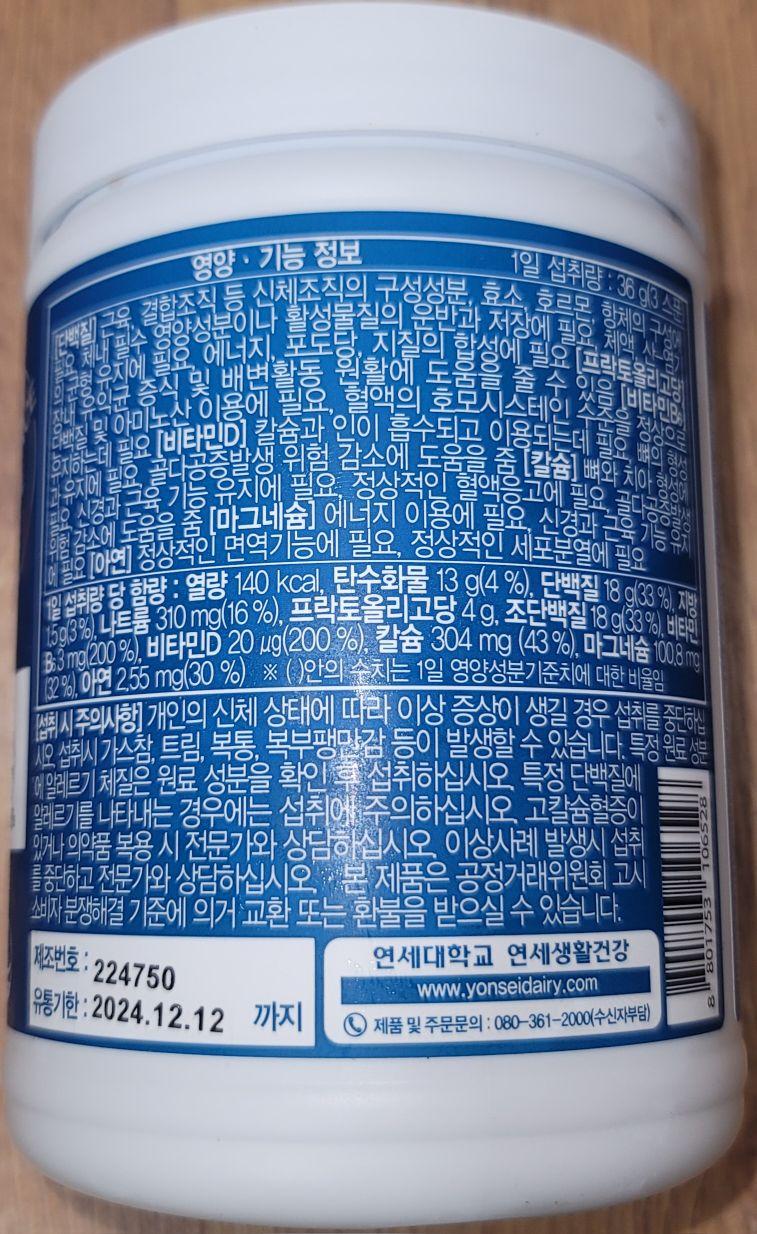 영양 · 기능 정보 1일 섭취량 : 36 g(3 스푼)
[단백질] 근육, 결합조직 등 신체조직의 구성성분, 효소, 호르몬, 항체의 구성에
필요, 체내 필수 영양성분이나 활성물질의 운반과 저장에 필요, 체액, 산-염기
의 균형 유지에 필요, 에너지, 포도당, 지질의 합성에 필요 [프락토올리고당]
장내 유익균 증식 및 배변활동 원활에 도움을 줄 수 있음 [비타민B₆]
단백질 및 아미노산 이용에 필요, 혈액의 호모시스테인 수준을 정상으로
유지하는데 필요 [비타민D] 칼슘과 인이 흡수되고 이용되는데 필요, 뼈의 형성
과 유지에 필요, 골다공증발생 위험 감소에 도움을 줌 [칼슘] 뼈와 치아 형성에
필요, 신경과 근육 기능 유지에 필요, 정상적인 혈액응고에 필요, 골다공증발생
위험 감소에 도움을 줌 [마그네슘] 에너지 이용에 필요, 신경과 근육 기능 유지
에 필요 [아연] 정상적인 면역기능에 필요, 정상적인 세포분열에 필요
1일 섭취량 당 함량 : 열량 140 kcal, 탄수화물 13 g(4 %), 단백질 18 g(33 %), 지방
1.5 g(3 %), 나트륨 310 mg(16 %), 프락토올리고당 4 g, 조단백질 18 g(33 %), 비타민
B₆ 3 mg(200 %), 비타민D 20 μg(200 %), 칼슘 304 mg (43 %), 마그네슘 100.8 mg
(32 %), 아연 2.55 mg(30 %) ※ ( )안의 수치는 1일 영양성분기준치에 대한 비율임
[섭취 시 주의사항] 개인의 신체 상태에 따라 이상 증상이 생길 경우 섭취를 중단하십
시오. 섭취시 가스참, 트림, 복통, 복부팽만감 등이 발생할 수 있습니다. 특정 원료 성분
에 알레르기 체질은 원료 성분을 확인 후 섭취하십시오. 특정 단백질에
알레르기를 나타내는 경우에는 섭취에 주의하십시오. 고칼슘혈증이
있거나 의약품 복용 시 전문가와 상담하십시오. 이상사례 발생시 섭취
를 중단하고 전문가와 상담하십시오. 본 제품은 공정거래위원회 고시
소비자 분쟁해결 기준에 의거 교환 또는 환불을 받으실 수 있습니다.
제조번호 : 224750
유통기한 : 2024.12.12 까지
연세대학교 연세생활건강
www.yonseidairy.com
제품 및 주문문의 : 080-361-2000(수신자부담)
8 801753 106528